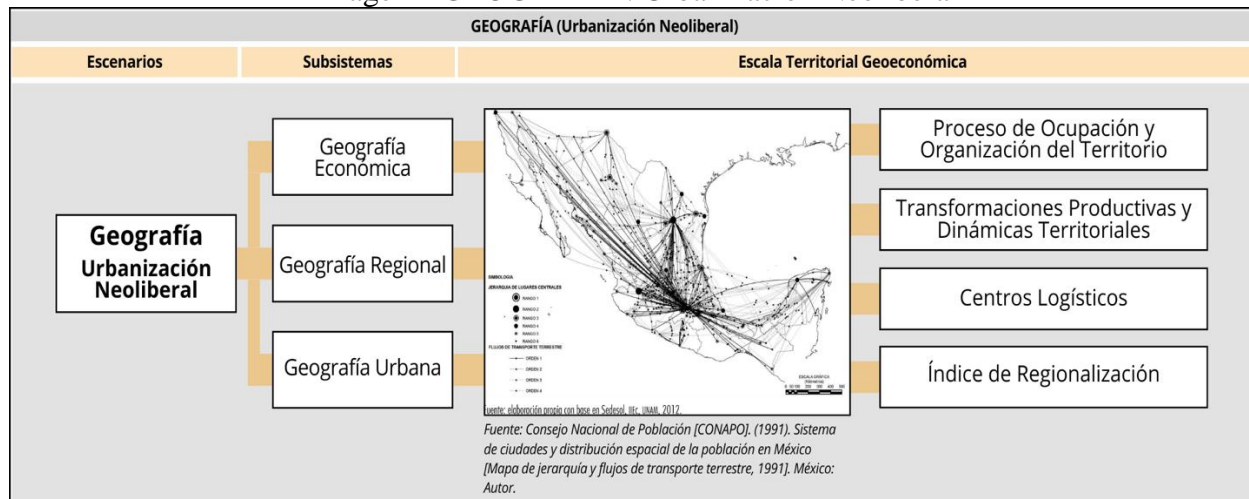 GEOGRAFÍA (Urbanización Neoliberal)
Escenarios
Subsistemas
Escala Territorial Geoeconómica
Geografía
Urbanización
Neoliberal
Geografía
Económica
Geografía Regional
Geografía Urbana
SIMBOLOGIA
JERARQUIA DE LUGARES CENTRALES
RANGO 1
RANGO 2
RANGO 3
RANGO 4
RANGO 5
RANGO 6
FLUJOS DE TRANSPORTE TERRESTRE
ORDEN 1
ORDEN 2
ORDEN 3
ORDEN 4
ESCALA GRÁFICA
Fuente: elaboración propia con base en Sedesol, IIEc, UNAM, 2012.
Fuente: Consejo Nacional de Población [CONAPO]. (1991). Sistema
de ciudades y distribución espacial de la población en México
[Mapa de jerarquía y flujos de transporte terrestre, 1991]. México:
Autor.
Proceso de Ocupación y
Organización del Territorio
Transformaciones Productivas y
Dinámicas Territoriales
Centros Logísticos
Índice de Regionalización